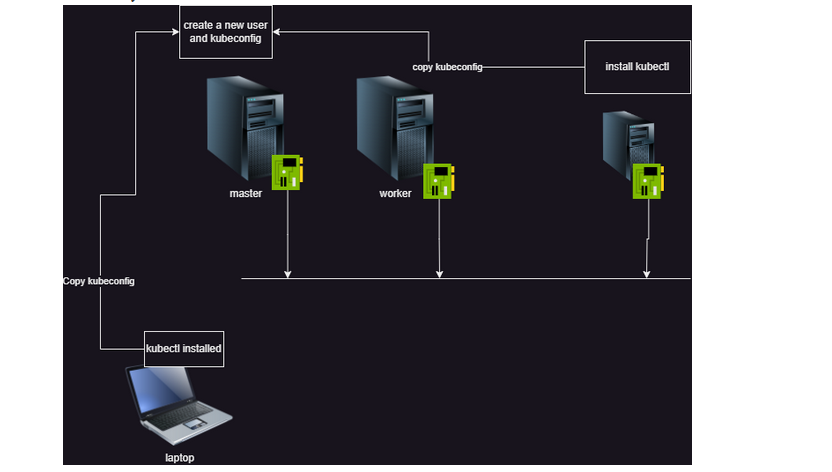 create a new user
and kubeconfig
copy kubeconfig
install kubectl
master
worker
Copy kubeconfig
kubectl installed
laptop